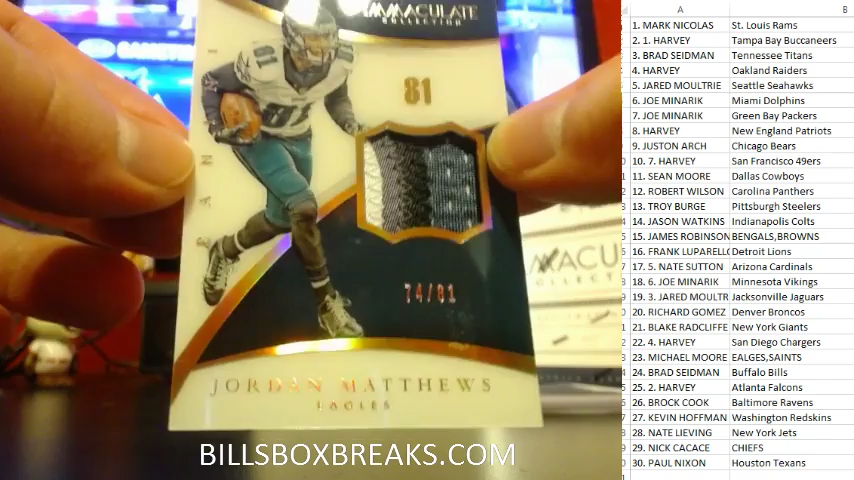 IMMACULATE
COLLECTION
81
PANINI
74/81
JORDAN MATTHEWS
EAGLES
BILLSBOXBREAKS.COM
A B
1. MARK NICOLAS St. Louis Rams
2. 1. HARVEY Tampa Bay Buccaneers
3. BRAD SEIDMAN Tennessee Titans
4. HARVEY Oakland Raiders
5. JARED MOULTRIE Seattle Seahawks
6. JOE MINARIK Miami Dolphins
7. JOE MINARIK Green Bay Packers
8. HARVEY New England Patriots
9. JUSTON ARCH Chicago Bears
10. 7. HARVEY San Francisco 49ers
11. SEAN MOORE Dallas Cowboys
12. ROBERT WILSON Carolina Panthers
13. TROY BURGE Pittsburgh Steelers
14. JASON WATKINS Indianapolis Colts
15. JAMES ROBINSON BENGALS,BROWNS
16. FRANK LUPARELLO Detroit Lions
17. 5. NATE SUTTON Arizona Cardinals
18. 6. JOE MINARIK Minnesota Vikings
19. 3. JARED MOULTR Jacksonville Jaguars
20. RICHARD GOMEZ Denver Broncos
21. BLAKE RADCLIFFE New York Giants
22. 4. HARVEY San Diego Chargers
23. MICHAEL MOORE EALGES,SAINTS
24. BRAD SEIDMAN Buffalo Bills
25. 2. HARVEY Atlanta Falcons
26. BROCK COOK Baltimore Ravens
27. KEVIN HOFFMAN Washington Redskins
28. NATE LIEVING New York Jets
29. NICK CACACE CHIEFS
30. PAUL NIXON Houston Texans